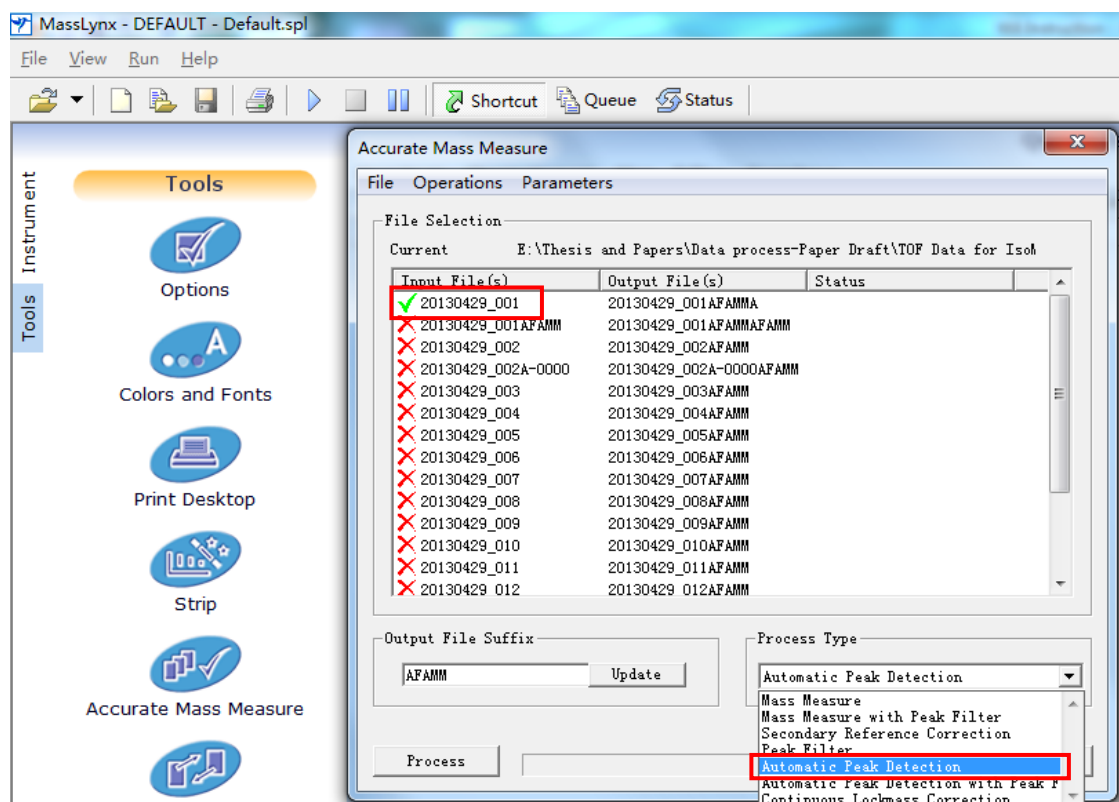 MassLynx - DEFAULT - Default.spl
File View Run Help
Shortcut Queue Status
Instrument
Tools
Tools
Options
Colors and Fonts
Print Desktop
Strip
Accurate Mass Measure
Accurate Mass Measure
File Operations Parameters
File Selection
Current E:\Thesis and Papers\Data process-Paper Draft\TOF Data for Iso
Input File(s) Output File(s) Status
20130429_001 20130429_001AFAMMA
20130429_001AFAMM 20130429_001AFAMMAFAMM
20130429_002 20130429_002AFAMM
20130429_002A-0000 20130429_002A-0000AFAMM
20130429_003 20130429_003AFAMM
20130429_004 20130429_004AFAMM
20130429_005 20130429_005AFAMM
20130429_006 20130429_006AFAMM
20130429_007 20130429_007AFAMM
20130429_008 20130429_008AFAMM
20130429_009 20130429_009AFAMM
20130429_010 20130429_010AFAMM
20130429_011 20130429_011AFAMM
20130429_012 20130429_012AFAMM
Output File Suffix
AFAMM Update
Process Type
Automatic Peak Detection
Mass Measure
Mass Measure with Peak Filter
Secondary Reference Correction
Peak Filter
Automatic Peak Detection
Automatic Peak Detection with Peak F
Continuous Lockmass Correction
Process